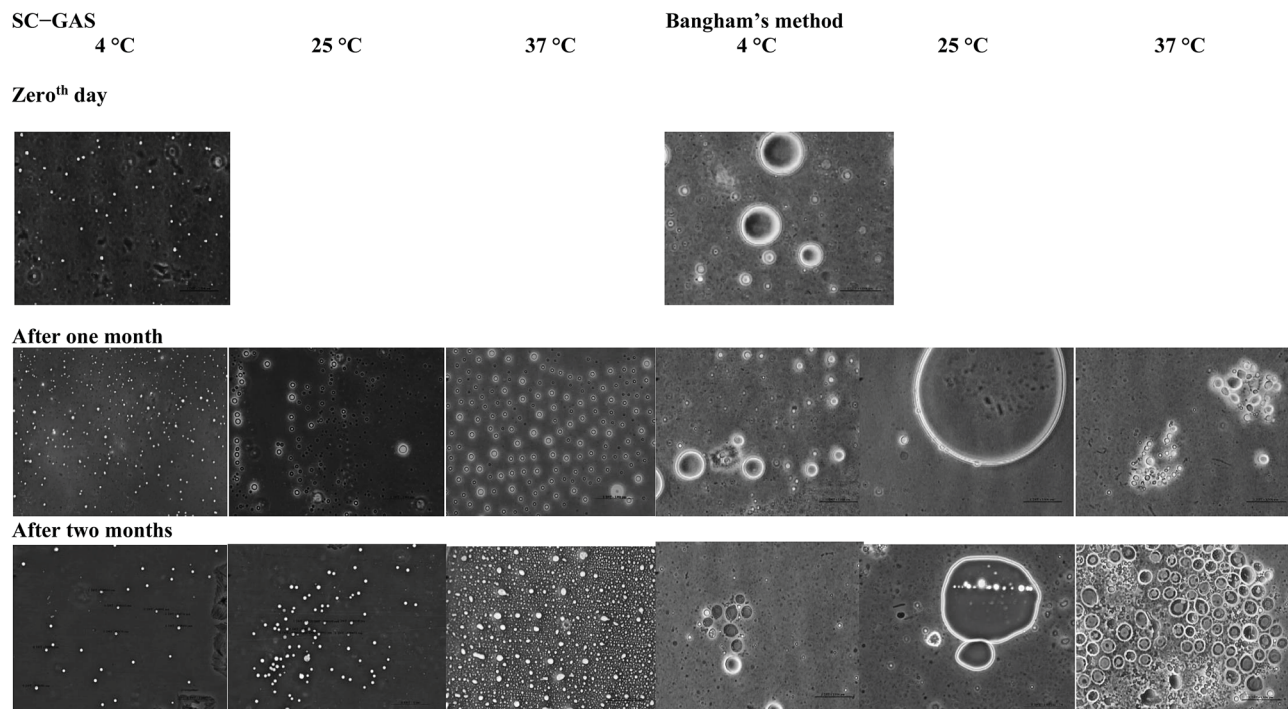 SC−GAS Bangham’s method
4 °C 25 °C 37 °C 4 °C 25 °C 37 °C
Zeroth day
After one month
After two months